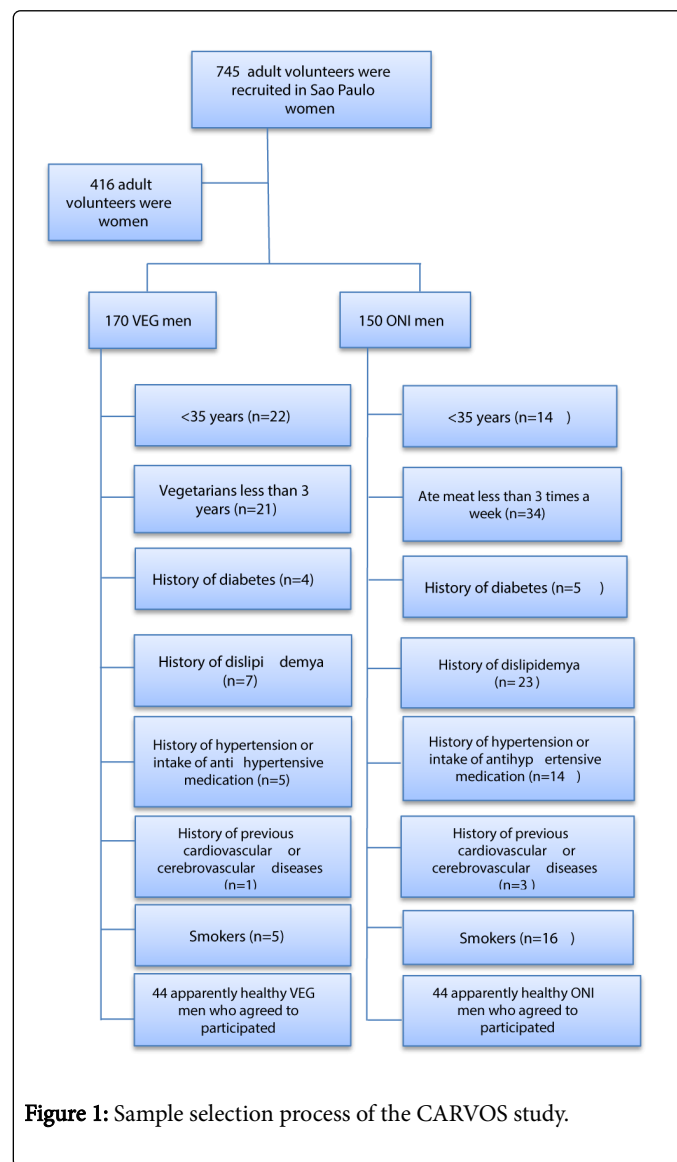 745 adult volunteers were
recruited in Sao Paulo
women
416 adult
volunteers were
women
170 VEG men
150 ONI men
<35 years (n=22)
Vegetarians less than 3
years (n=21)
History of diabetes (n=4)
History of dislipi demya
(n=7)
History of hypertension or
intake of anti hypertensive
medication (n=5)
History of previous
cardiovascular or
cerebrovascular diseases
(n=1)
Smokers (n=5)
44 apparently healthy VEG
men who agreed to
participated
<35 years (n=14 )
Ate meat less than 3 times a
week (n=34)
History of diabetes (n=5 )
History of dislipidemya
(n= 23 )
History of hypertension or
intake of antihyp ertensive
medication (n=14 )
History of previous
cardiovascular or
cerebrovascular diseases
(n=3 )
Smokers (n=16 )
44 apparently healthy ONI
men who agreed to
participated
Figure 1: Sample selection process of the CARVOS study.